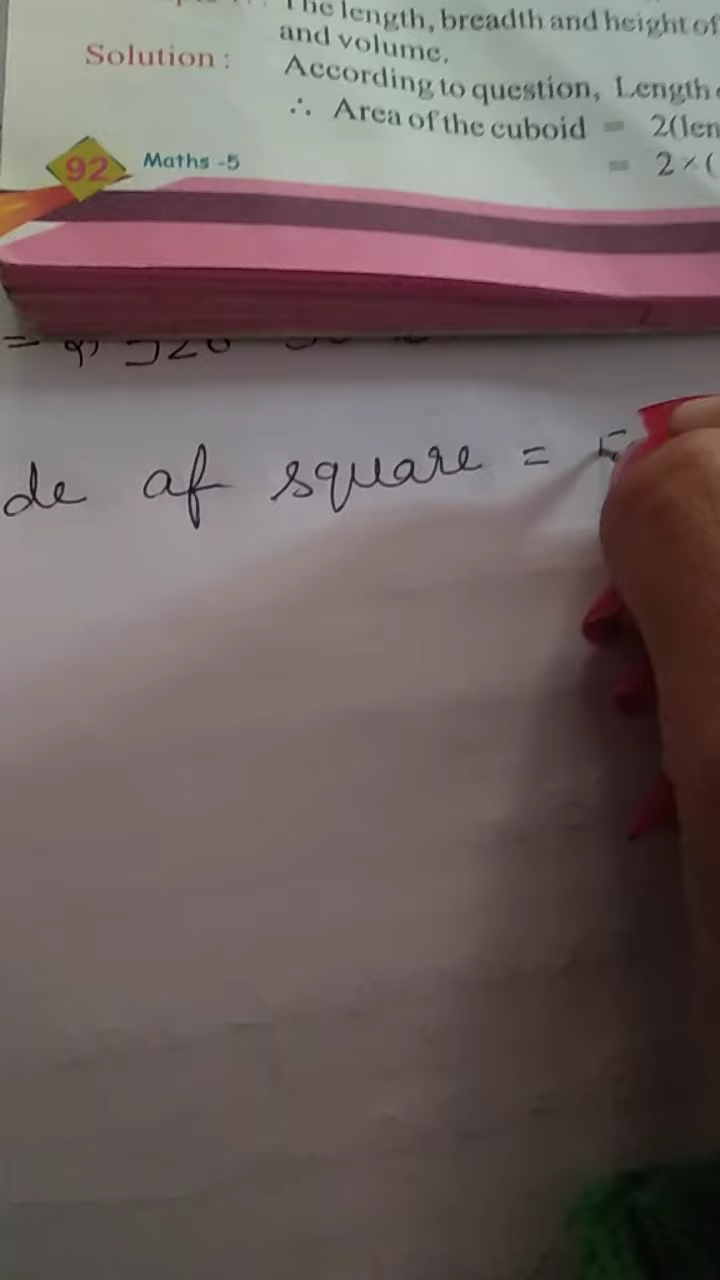 The length, breadth and height of
and volume.
Solution : According to question, Length
∴ Area of the cuboid = 2(len
= 2 × (
92 Maths -5
de af square = 5